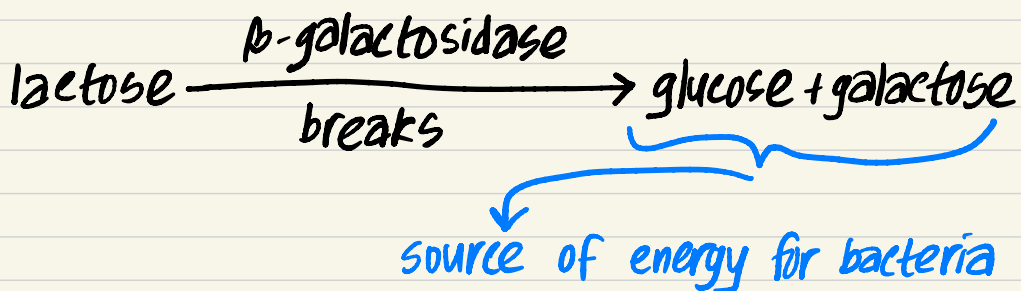 β-galactosidase
lactose → glucose + galactose
breaks
source of energy for bacteria